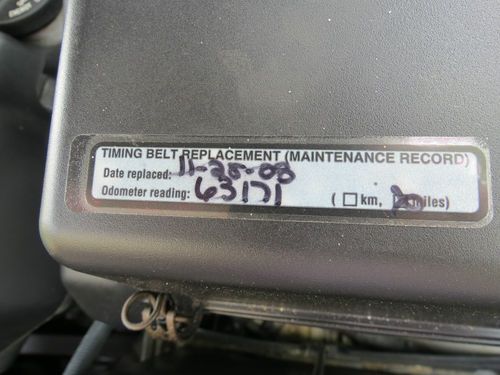 TIMING BELT REPLACEMENT (MAINTENANCE RECORD)
Date replaced: 11-25-08
Odometer reading: 63171 ( km, miles)